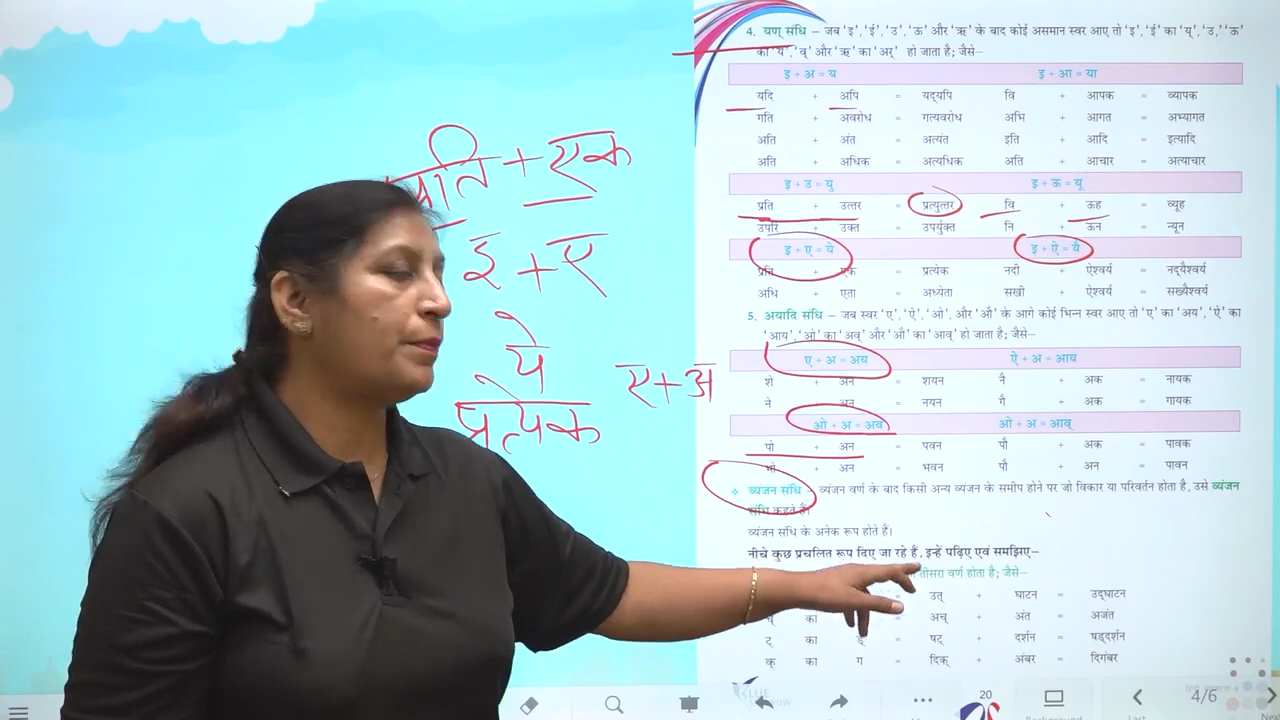 प्रति + एक
इ + ए
ये
प्रत्येक
ए + अ
4. यण् संधि – जब 'इ', 'ई', 'उ', 'ऊ' और 'ऋ' के बाद कोई असमान स्वर आए तो 'इ', 'ई' का 'य्', 'उ,' 'ऊ'
का 'य', 'व्' और 'ऋ' का 'अर्' हो जाता है; जैसे–
इ + अ = य इ + आ = या
यदि + अपि = यद्यपि वि + आपक = व्यापक
गति + अवरोध = गत्यवरोध अभि + आगत = अभ्यागत
अति + अंत = अत्यंत इति + आदि = इत्यादि
अति + अधिक = अत्यधिक अति + आचार = अत्याचार
इ + उ = यु इ + ऊ = यू
प्रति + उत्तर = प्रत्युत्तर वि + ऊह = व्यूह
उपरि + उक्त = उपर्युक्त नि + ऊन = न्यून
इ + ए = ये इ + ऐ = यै
प्रति + एक = प्रत्येक नदी + ऐश्वर्य = नद्यैश्वर्य
अधि + एता = अध्येता सखी + ऐश्वर्य = सख्यैश्वर्य
5. अयादि संधि – जब स्वर 'ए', 'ऐ', 'ओ', और 'औ' के आगे कोई भिन्न स्वर आए तो 'ए' का 'अय', 'ऐ' का
'आय', 'ओ' का 'अव्' और 'औ' का 'आव्' हो जाता है; जैसे–
ए + अ = अय ऐ + अ = आय
शे + अन = शयन नै + अक = नायक
ने + अन = नयन गै + अक = गायक
ओ + अ = अव ओ + अ = आव्
पो + अन = पवन पौ + अक = पावक
भो + अन = भवन पौ + अन = पावन
❖ व्यंजन संधि – व्यंजन वर्ण के बाद किसी अन्य व्यंजन के समीप होने पर जो विकार या परिवर्तन होता है, उसे व्यंजन
संधि कहते हैं।
व्यंजन संधि के अनेक रूप होते हैं।
नीचे कुछ प्रचलित रूप दिए जा रहे हैं, इन्हें पढ़िए एवं समझिए–
तीसरा वर्ण होता है; जैसे–
= उत् + घाटन = उद्घाटन
च् का = अच् + अंत = अजंत
ट् का ड् = षट् + दर्शन = षड्दर्शन
क् का ग = दिक् + अंबर = दिगंबर
20
4/6